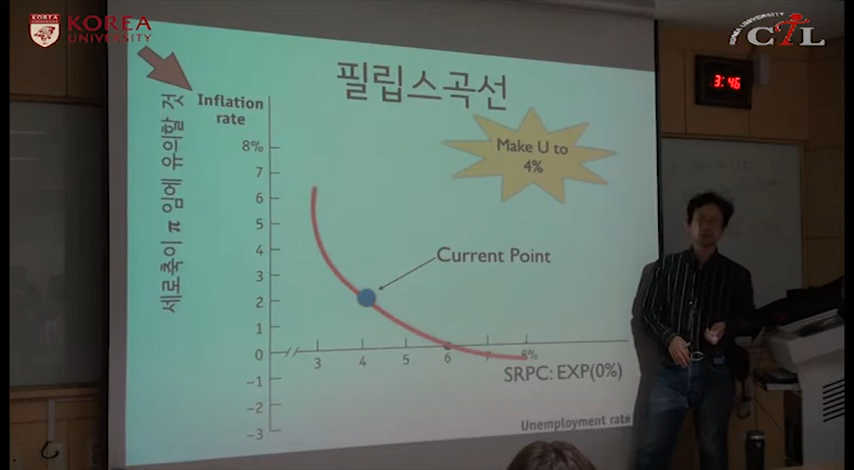 KOREA
UNIVERSITY
KOREA UNIVERSITY
CTL
3:46
필립스곡선
세로축이 π 임에 유의할 것
Inflation
rate
Make U to
4%
8%
7
6
5
4
3
2
1
0
-1
-2
-3
Current Point
3
4
5
6
7
8%
SRPC: EXP(0%)
Unemployment rate